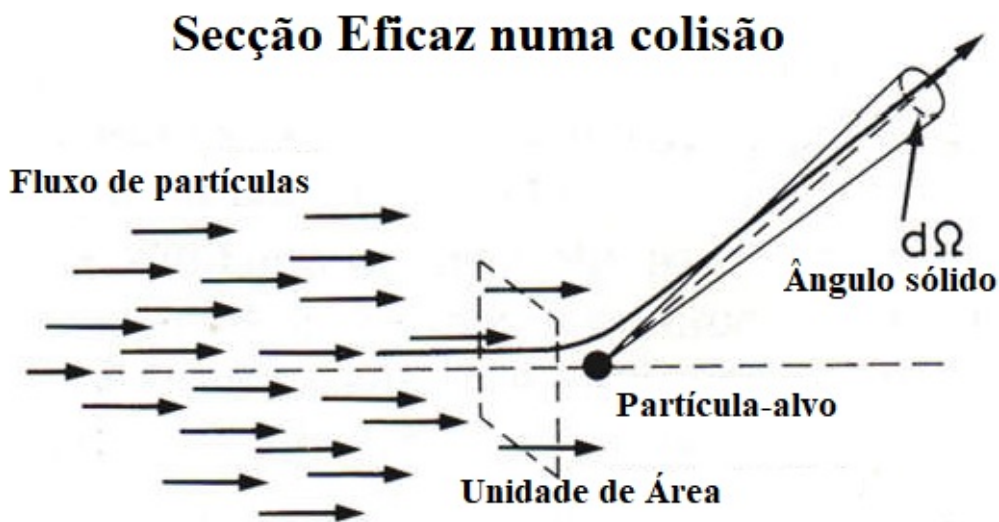 Secção Eficaz numa colisão
Fluxo de partículas
dΩ
Ângulo sólido
Partícula-alvo
Unidade de Área